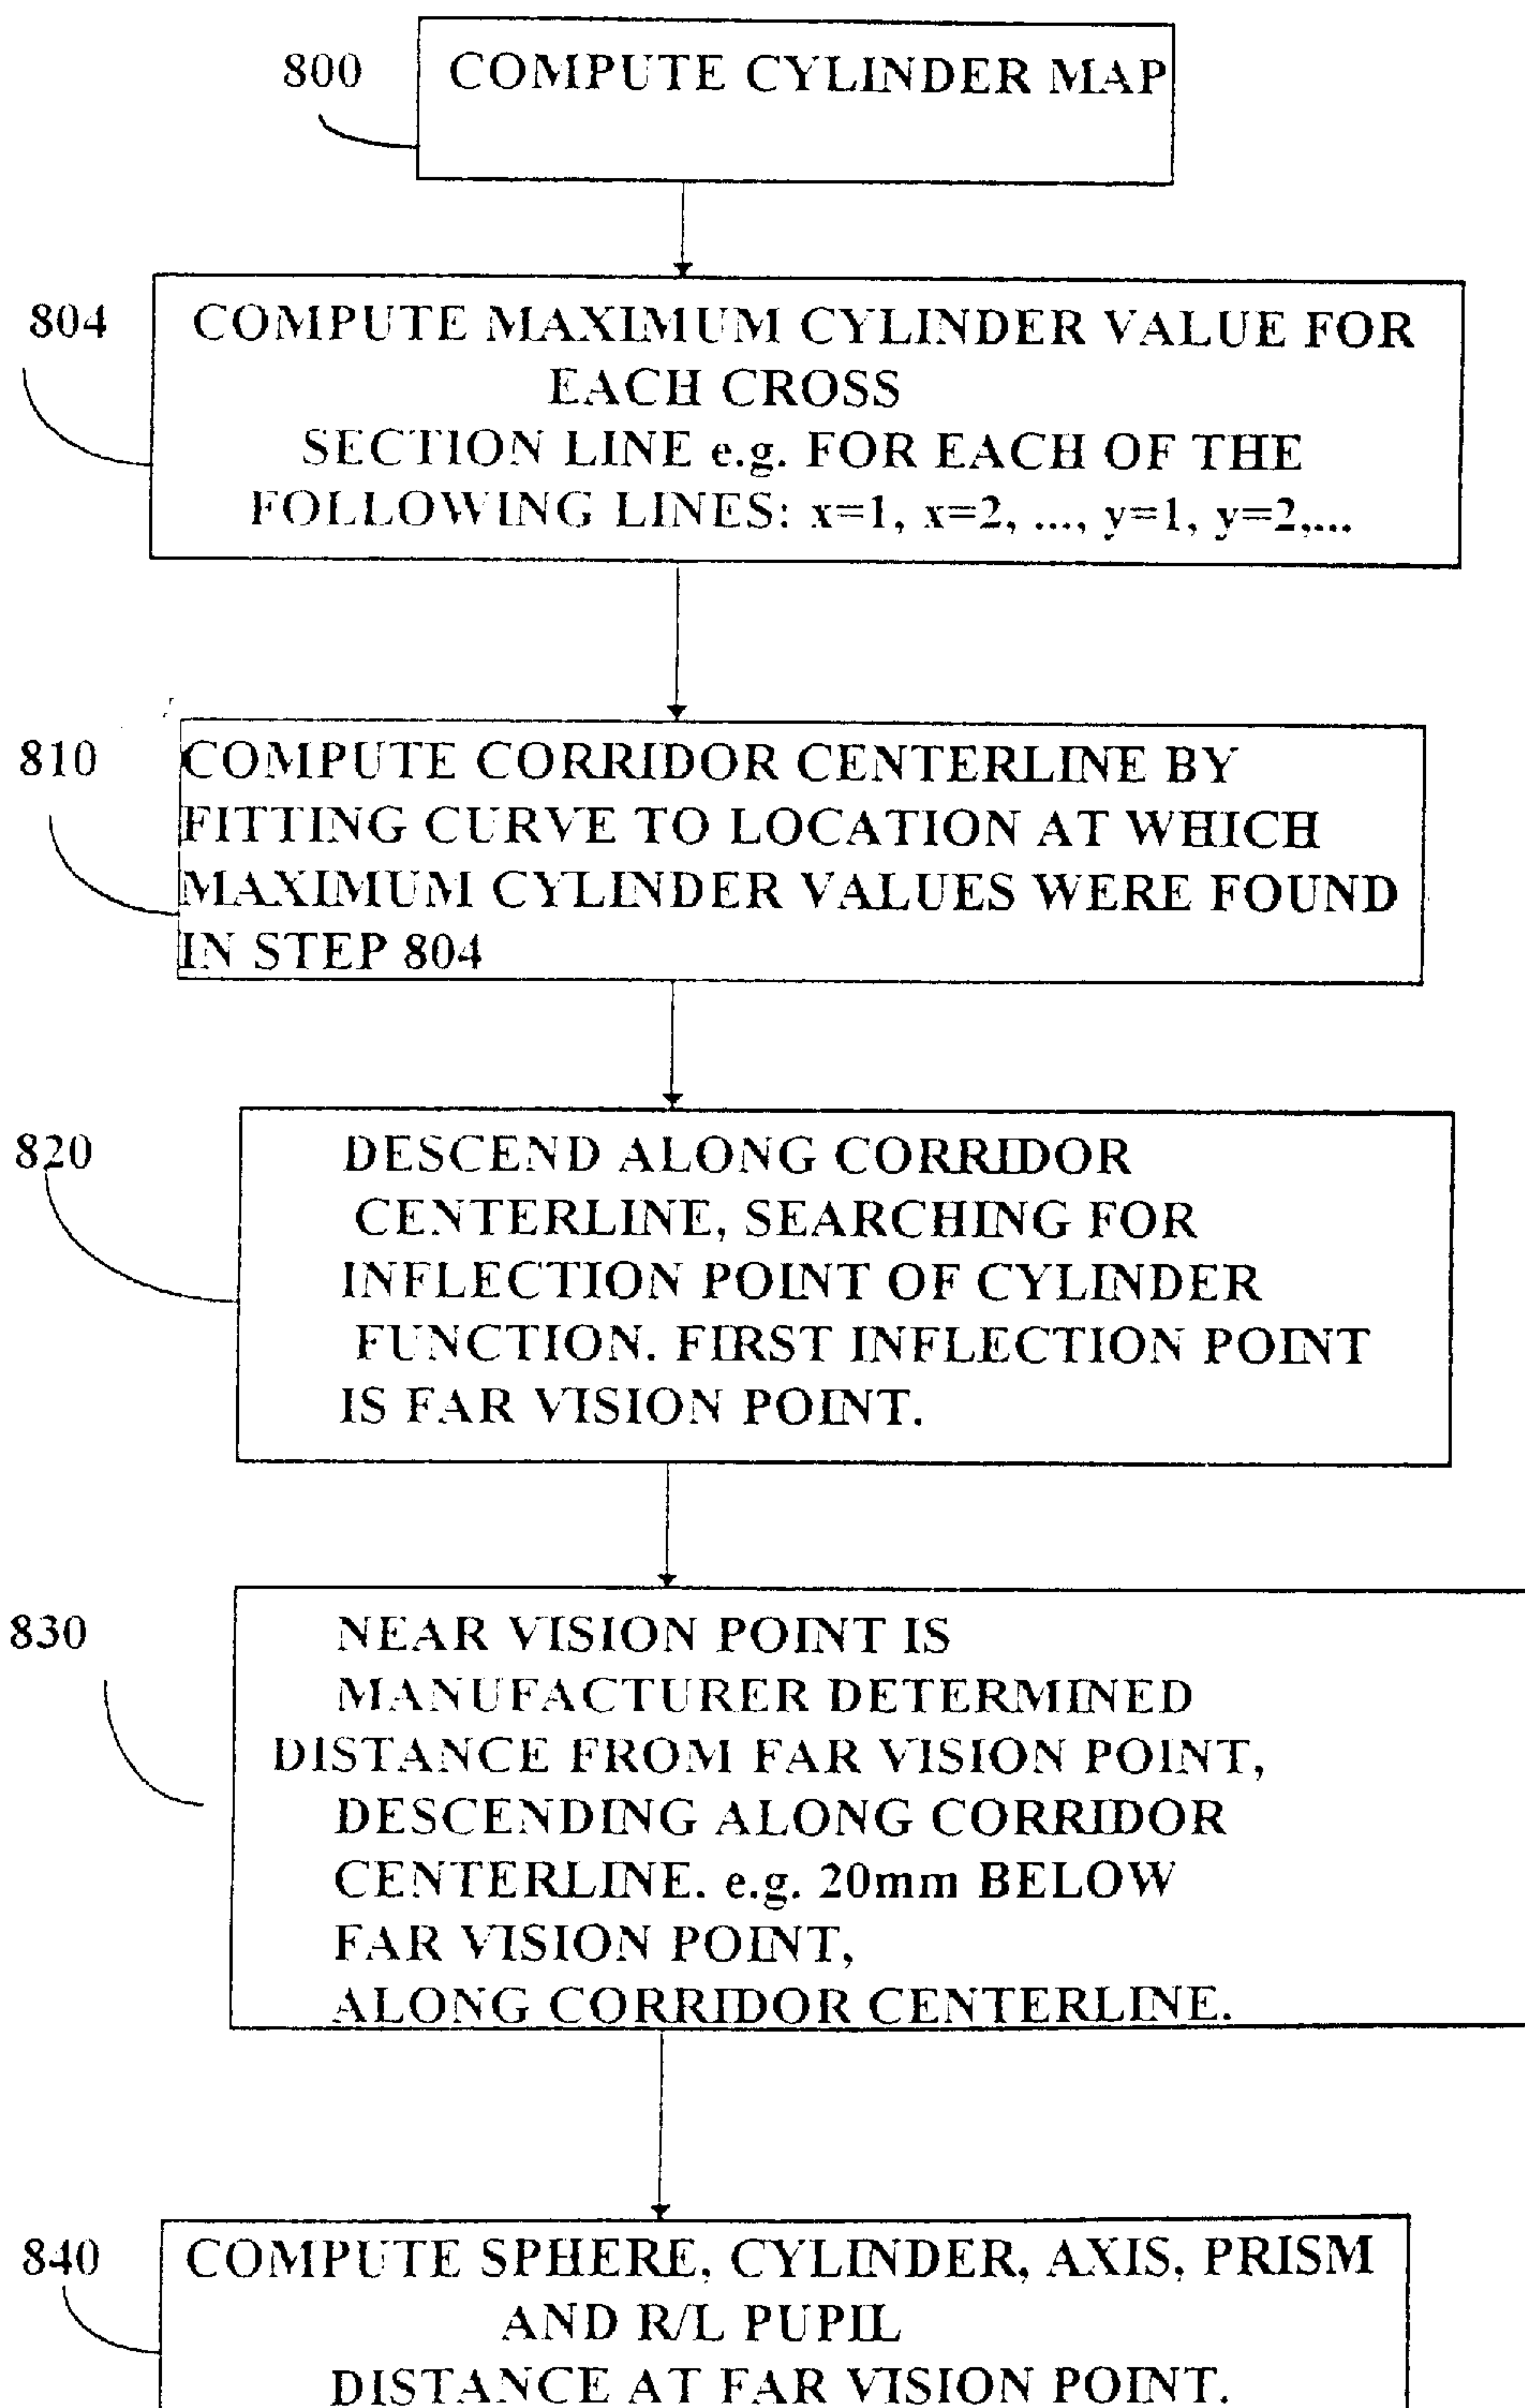 800
COMPUTE CYLINDER MAP
804
COMPUTE MAXIMUM CYLINDER VALUE FOR
EACH CROSS
SECTION LINE e.g. FOR EACH OF THE
FOLLOWING LINES: x=1, x=2, ..., y=1, y=2,...
810
COMPUTE CORRIDOR CENTERLINE BY
FITTING CURVE TO LOCATION AT WHICH
MAXIMUM CYLINDER VALUES WERE FOUND
IN STEP 804
820
DESCEND ALONG CORRIDOR
CENTERLINE, SEARCHING FOR
INFLECTION POINT OF CYLINDER
FUNCTION. FIRST INFLECTION POINT
IS FAR VISION POINT.
830
NEAR VISION POINT IS
MANUFACTURER DETERMINED
DISTANCE FROM FAR VISION POINT,
DESCENDING ALONG CORRIDOR
CENTERLINE. e.g. 20mm BELOW
FAR VISION POINT,
ALONG CORRIDOR CENTERLINE.
840
COMPUTE SPHERE, CYLINDER, AXIS, PRISM
AND R/L PUPIL
DISTANCE AT FAR VISION POINT.